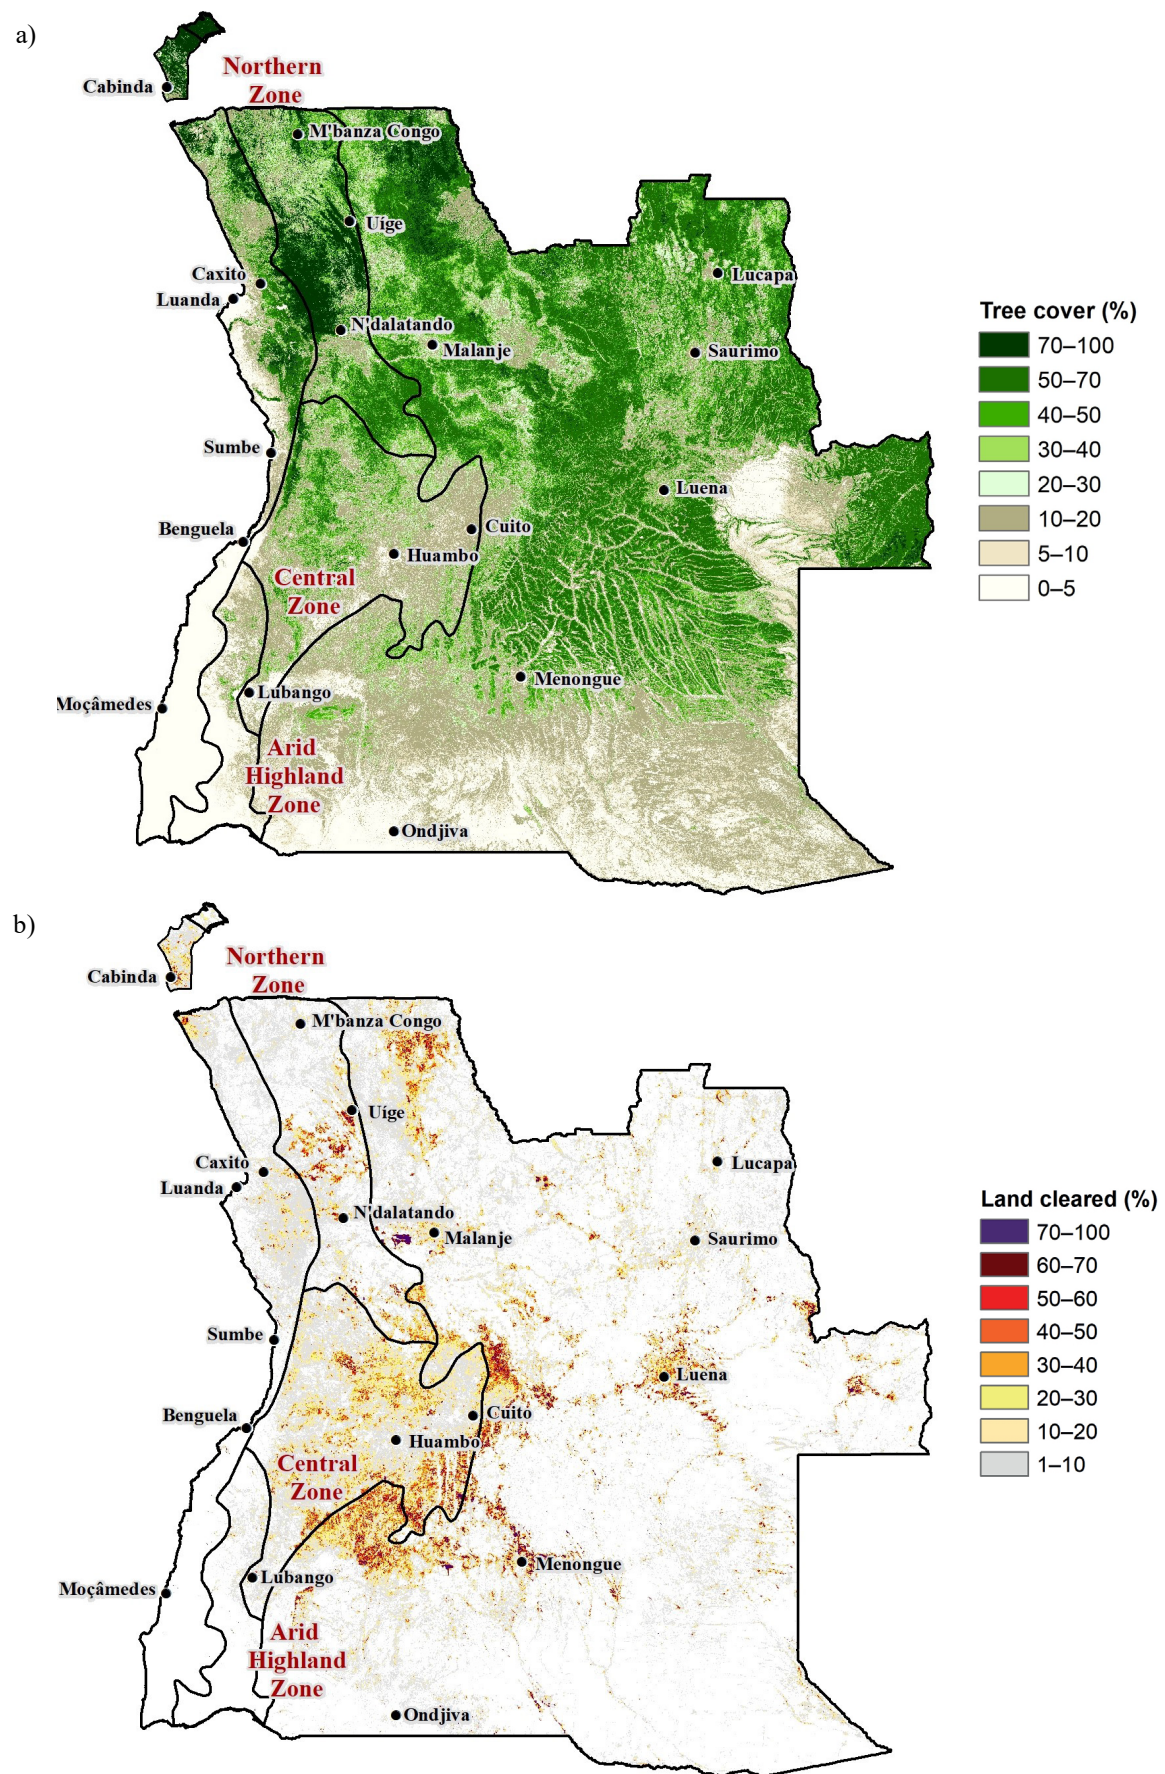 a)
Cabinda
Northern
Zone
M'banza Congo
Uíge
Caxito
Luanda
Lucapa
N'dalatando
Malanje
Saurimo
Sumbe
Luena
Benguela
Cuito
Huambo
Central
Zone
Menongue
Lubango
Moçâmedes
Arid
Highland
Zone
Ondjiva
Tree cover (%)
70–100
50–70
40–50
30–40
20–30
10–20
5–10
0–5
b)
Cabinda
Northern
Zone
M'banza Congo
Uíge
Caxito
Luanda
Lucapa
N'dalatando
Malanje
Saurimo
Sumbe
Luena
Benguela
Cuito
Huambo
Central
Zone
Menongue
Lubango
Moçâmedes
Arid
Highland
Zone
Ondjiva
Land cleared (%)
70–100
60–70
50–60
40–50
30–40
20–30
10–20
1–10